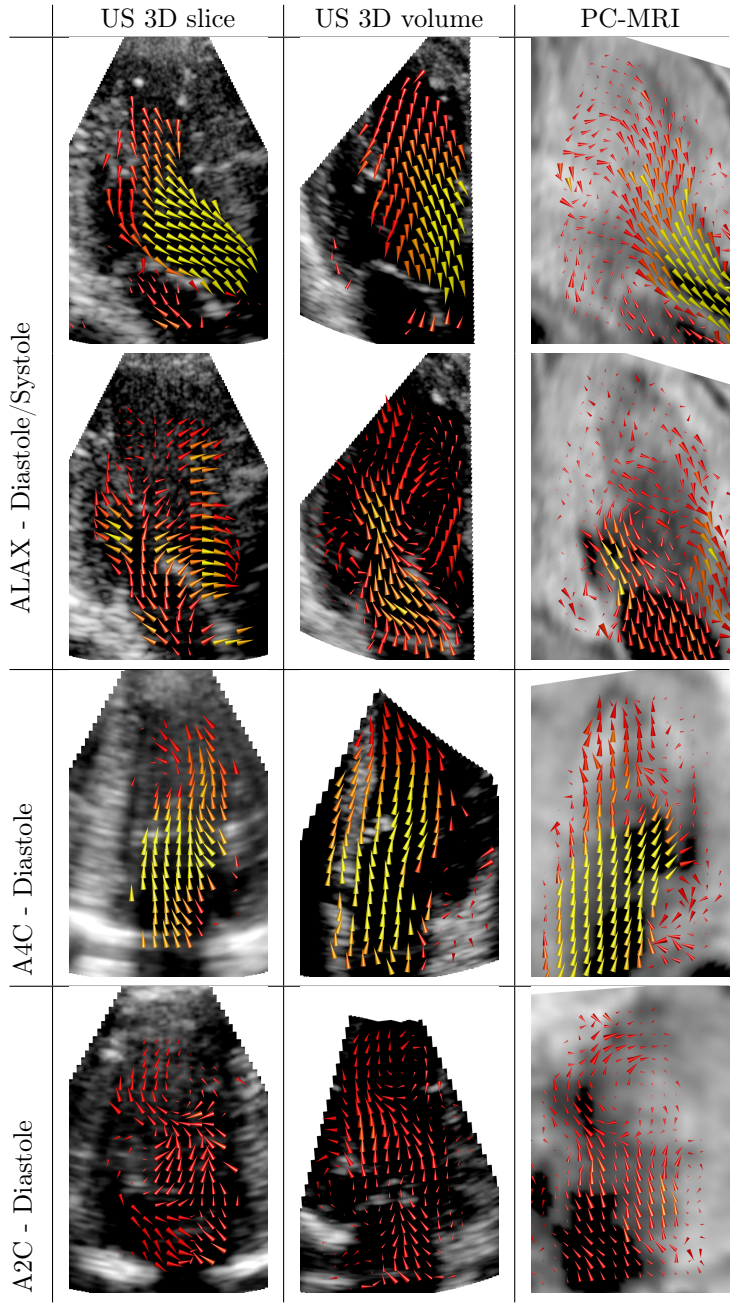 US 3D slice US 3D volume PC-MRI
ALAX - Diastole/Systole
A4C - Diastole
A2C - Diastole